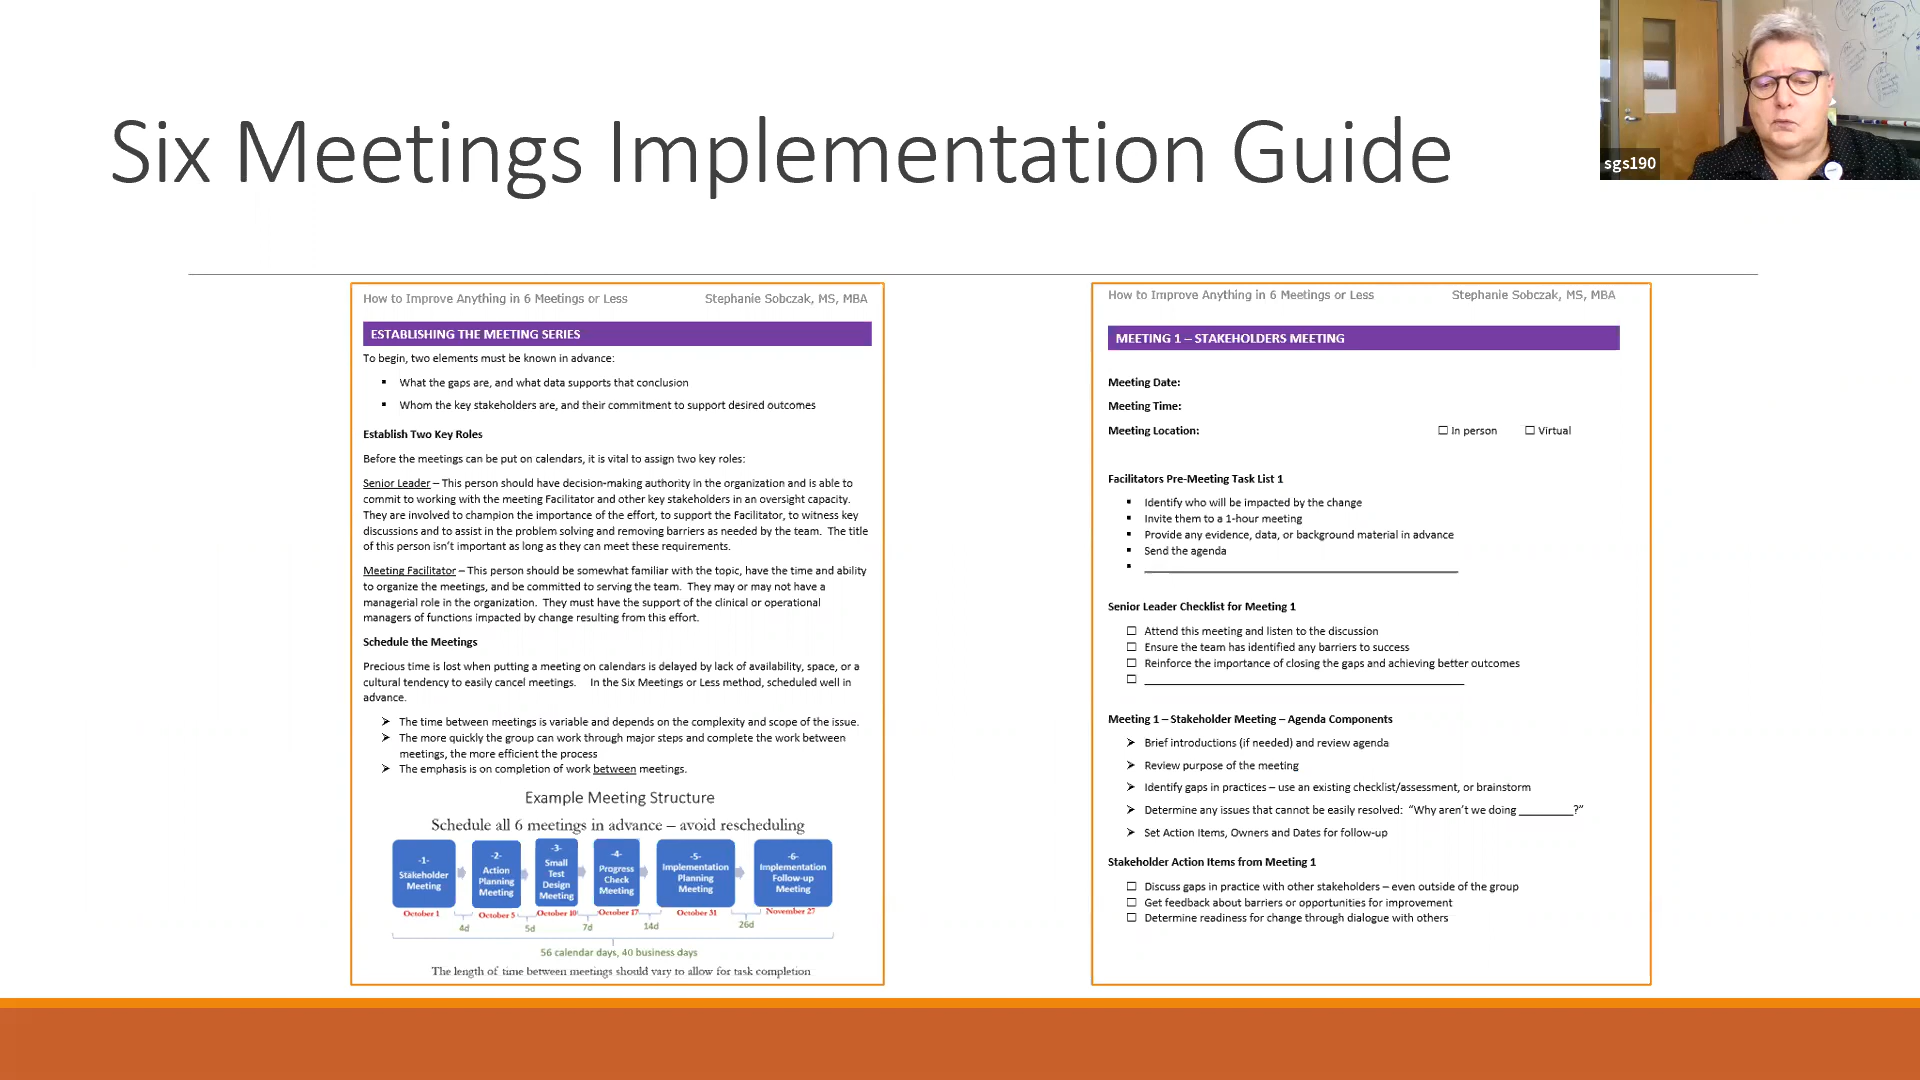 Six Meetings Implementation Guide
sgs190
How to Improve Anything in 6 Meetings or Less Stephanie Sobczak, MS, MBA
ESTABLISHING THE MEETING SERIES
To begin, two elements must be known in advance:
▪ What the gaps are, and what data supports that conclusion
▪ Whom the key stakeholders are, and their commitment to support desired outcomes
Establish Two Key Roles
Before the meetings can be put on calendars, it is vital to assign two key roles:
Senior Leader – This person should have decision-making authority in the organization and is able to
commit to working with the meeting Facilitator and other key stakeholders in an oversight capacity.
They are involved to champion the importance of the effort, to support the Facilitator, to witness key
discussions and to assist in the problem solving and removing barriers as needed by the team. The title
of this person isn't important as long as they can meet these requirements.
Meeting Facilitator – This person should be somewhat familiar with the topic, have the time and ability
to organize the meetings, and be committed to serving the team. They may or may not have a
managerial role in the organization. They must have the support of the clinical or operational
managers of functions impacted by change resulting from this effort.
Schedule the Meetings
Precious time is lost when putting a meeting on calendars is delayed by lack of availability, space, or a
cultural tendency to easily cancel meetings. In the Six Meetings or Less method, scheduled well in
advance.
➢ The time between meetings is variable and depends on the complexity and scope of the issue.
➢ The more quickly the group can work through major steps and complete the work between
meetings, the more efficient the process
➢ The emphasis is on completion of work between meetings.
Example Meeting Structure
Schedule all 6 meetings in advance – avoid rescheduling
-1-
Stakeholder
Meeting
October 1
-2-
Action
Planning
Meeting
October 5
-3-
Small
Test
Design
Meeting
October 10
-4-
Progress
Check
Meeting
October 17
-5-
Implementation
Planning
Meeting
October 31
-6-
Implementation
Follow-up
Meeting
November 27
4d 5d 7d 14d 26d
56 calendar days, 40 business days
The length of time between meetings should vary to allow for task completion
How to Improve Anything in 6 Meetings or Less Stephanie Sobczak, MS, MBA
MEETING 1 – STAKEHOLDERS MEETING
Meeting Date:
Meeting Time:
Meeting Location: ☐ In person ☐ Virtual
Facilitators Pre-Meeting Task List 1
▪ Identify who will be impacted by the change
▪ Invite them to a 1-hour meeting
▪ Provide any evidence, data, or background material in advance
▪ Send the agenda
▪ ____________________
Senior Leader Checklist for Meeting 1
☐ Attend this meeting and listen to the discussion
☐ Ensure the team has identified any barriers to success
☐ Reinforce the importance of closing the gaps and achieving better outcomes
☐ ____________________
Meeting 1 – Stakeholder Meeting – Agenda Components
➢ Brief introductions (if needed) and review agenda
➢ Review purpose of the meeting
➢ Identify gaps in practices – use an existing checklist/assessment, or brainstorm
➢ Determine any issues that cannot be easily resolved: “Why aren’t we doing _________?”
➢ Set Action Items, Owners and Dates for follow-up
Stakeholder Action Items from Meeting 1
☐ Discuss gaps in practice with other stakeholders – even outside of the group
☐ Get feedback about barriers or opportunities for improvement
☐ Determine readiness for change through dialogue with others